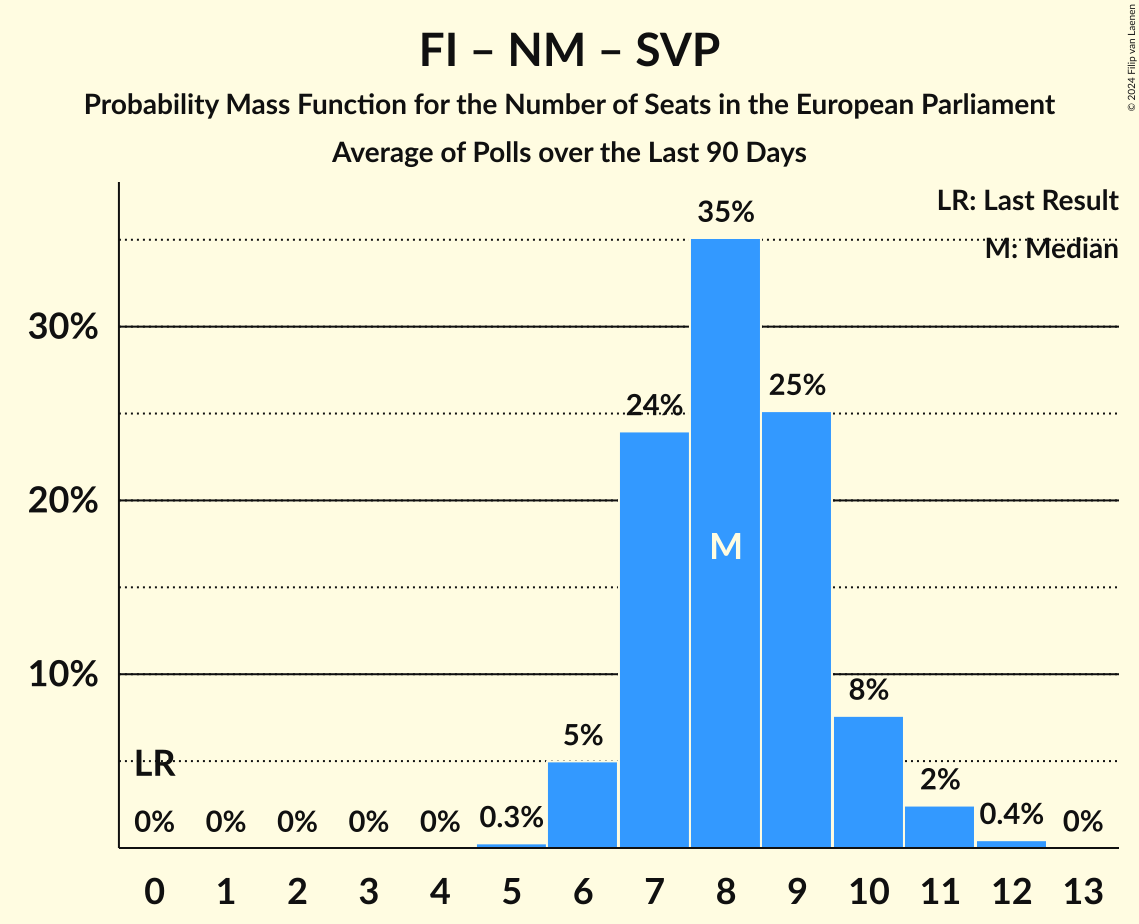 FI – NM – SVP
Probability Mass Function for the Number of Seats in the European Parliament
Average of Polls over the Last 90 Days
© 2024 Filip van Laenen
LR: Last Result
M: Median
35%
30%
25%
24%
20%
M
10%
8%
5%
LR
2%
0% 0% 0% 0% 0% 0.3% 0.4% 0%
0 1 2 3 4 5 6 7 8 9 10 11 12 13